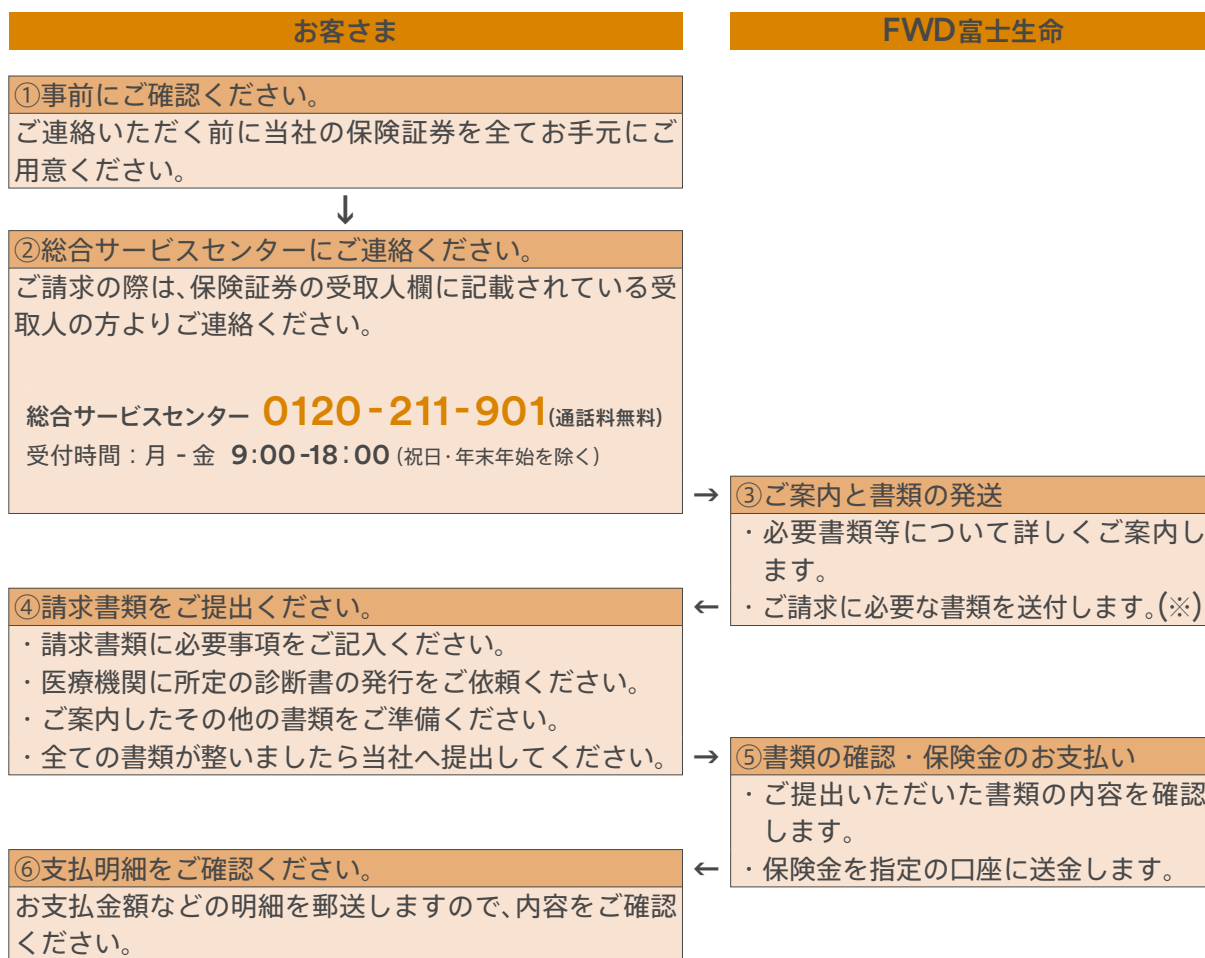 お客さま
FWD富士生命
①事前にご確認ください。
ご連絡いただく前に当社の保険証券を全てお手元にご
用意ください。
↓
②総合サービスセンターにご連絡ください。
ご請求の際は、保険証券の受取人欄に記載されている受
取人の方よりご連絡ください。
総合サービスセンター 0120-211-901(通話料無料)
受付時間：月 - 金 9:00-18:00 (祝日・年末年始を除く)
→
③ご案内と書類の発送
・必要書類等について詳しくご案内し
ます。
・ご請求に必要な書類を送付します。(※)
←
④請求書類をご提出ください。
・請求書類に必要事項をご記入ください。
・医療機関に所定の診断書の発行をご依頼ください。
・ご案内したその他の書類をご準備ください。
・全ての書類が整いましたら当社へ提出してください。
→
⑤書類の確認・保険金のお支払い
・ご提出いただいた書類の内容を確認
します。
・保険金を指定の口座に送金します。
←
⑥支払明細をご確認ください。
お支払金額などの明細を郵送しますので、内容をご確認
ください。